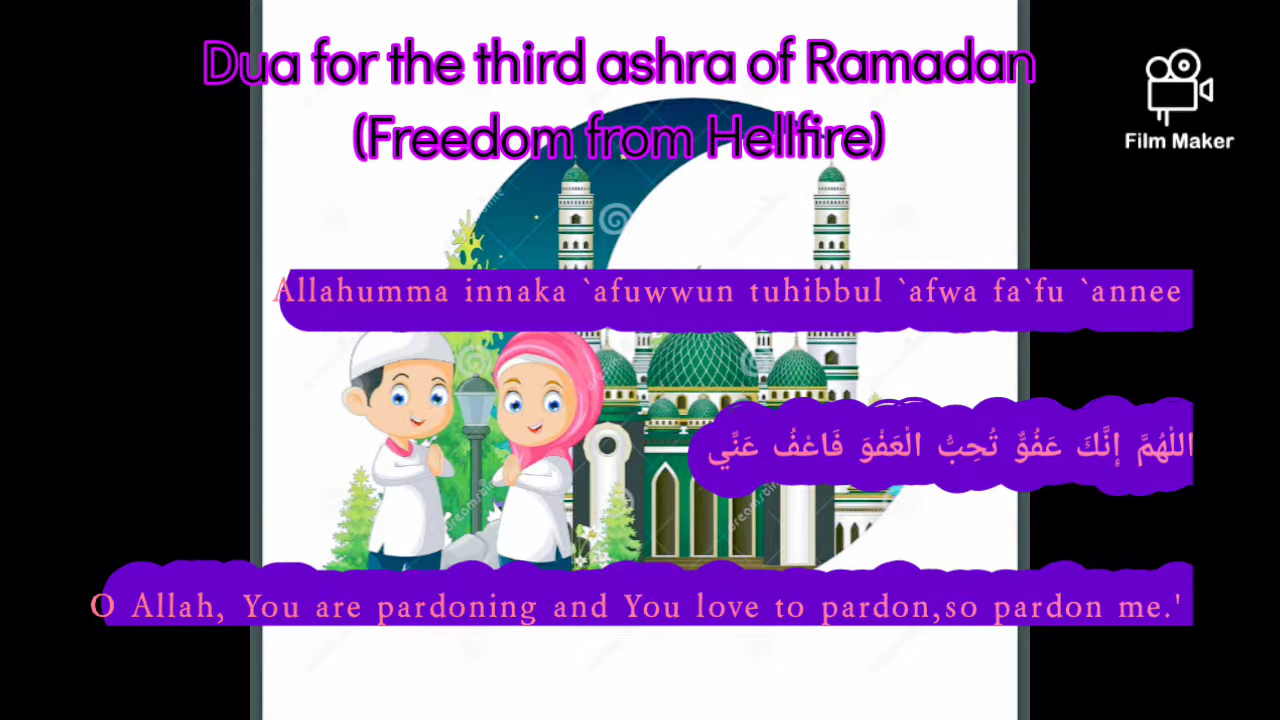 Dua for the third ashra of Ramadan
(Freedom from Hellfire)
Film Maker
Allahumma innaka `afuwwun tuhibbul `afwa fa`fu `annee
اللْهُمَّ إِنَّكَ عَفُوٌّ تُحِبُّ الْعَفْوَ فَاعْفُ عَنِّي
O Allah, You are pardoning and You love to pardon,so pardon me.'
dreamstime